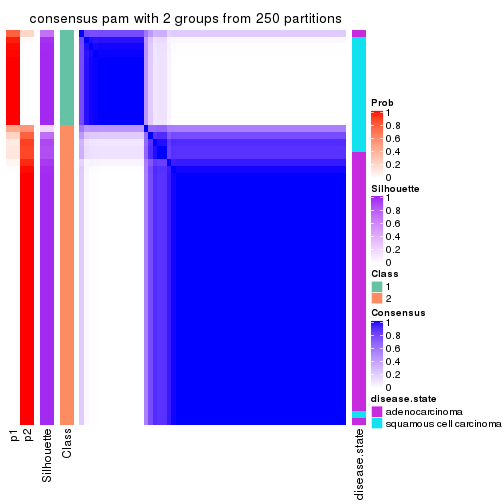 consensus pam with 2 groups from 250 partitions
Prob
1
0.8
0.6
0.4
0.2
0
Silhouette
1
0.8
0.6
0.4
0.2
0
Class
1
2
Consensus
1
0.8
0.6
0.4
0.2
0
disease.state
adenocarcinoma
squamous cell carcinoma
p1
p2
Silhouette
Class
disease.state